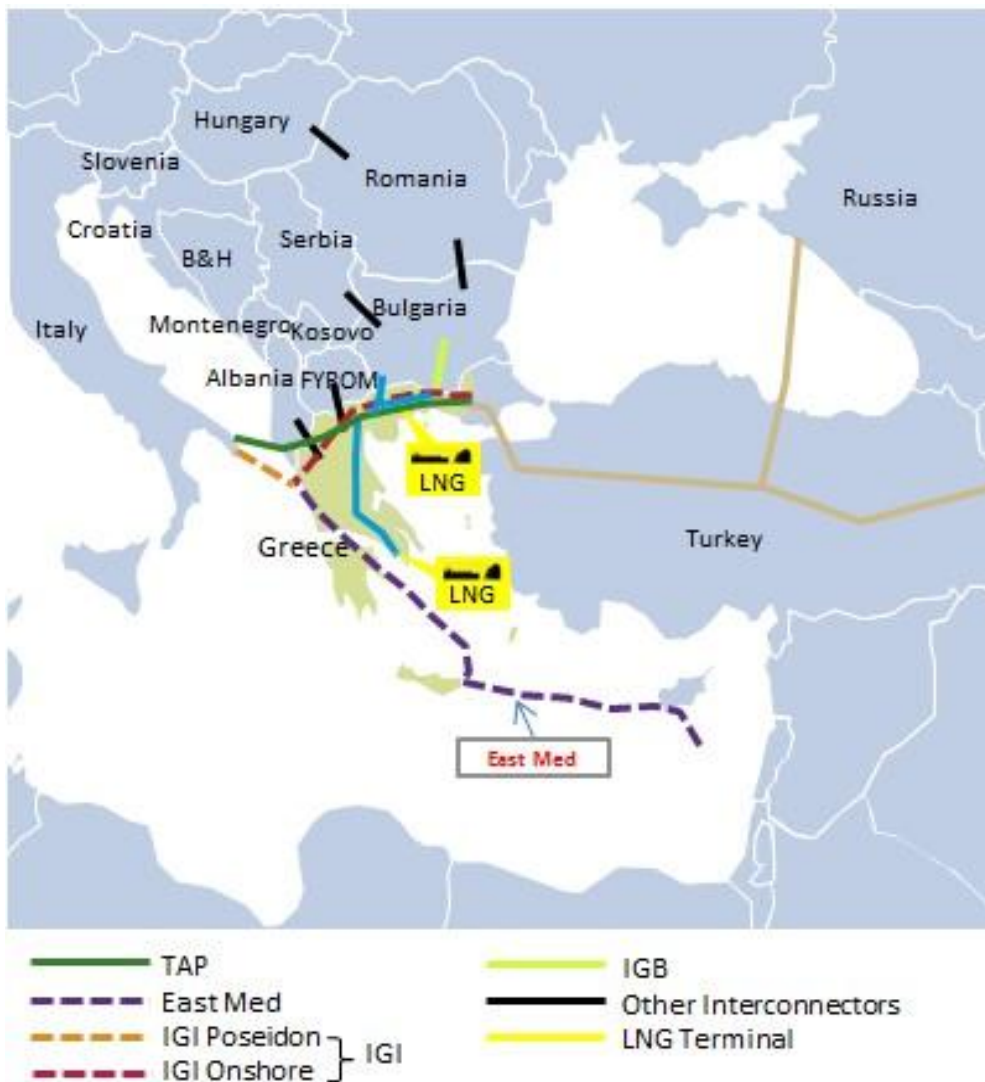 Hungary
Slovenia
Romania
Russia
Croatia
Serbia
B&H
Bulgaria
Italy
Montenegro
Kosovo
Albania
FYROM
LNG
Turkey
Greece
LNG
East Med
TAP
East Med
IGI Poseidon
IGI
IGI Onshore
IGB
Other Interconnectors
LNG Terminal